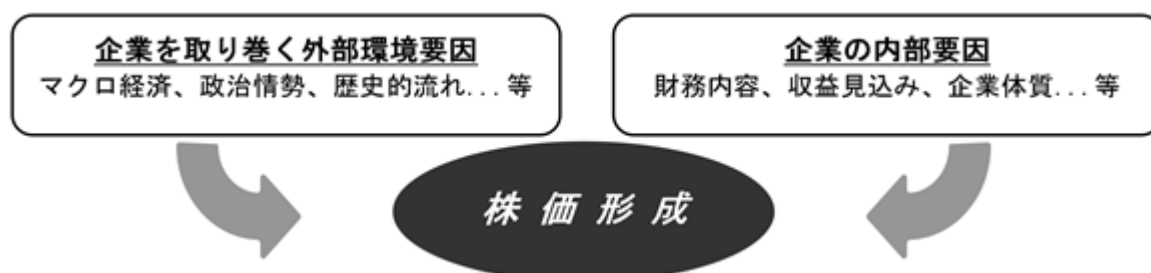 企業を取り巻く外部環境要因
マクロ経済、政治情勢、歴史的流れ...等
企業の内部要因
財務内容、収益見込み、企業体質...等
株価形成